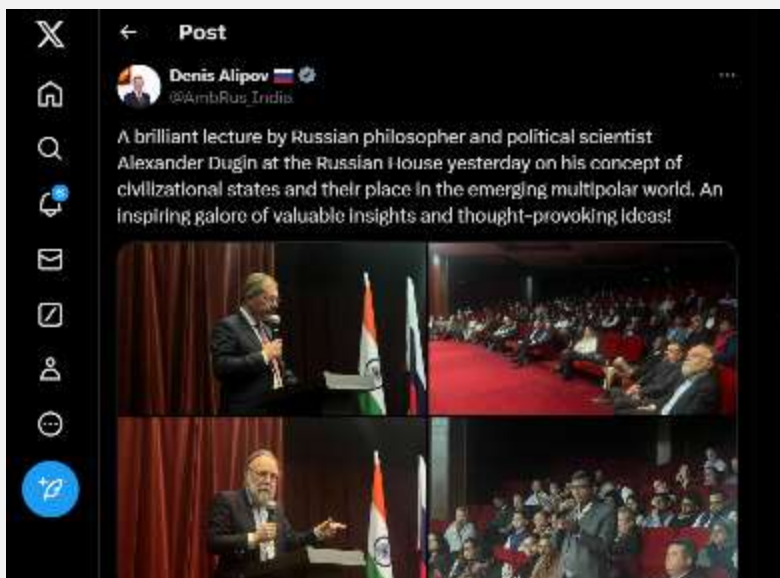 Post
Denis Alipov
@AmbRus_India
A brilliant lecture by Russian philosopher and political scientist
Alexander Dugin at the Russian House yesterday on his concept of
civilizational states and their place in the emerging multipolar world. An
inspiring galore of valuable insights and thought-provoking ideas!